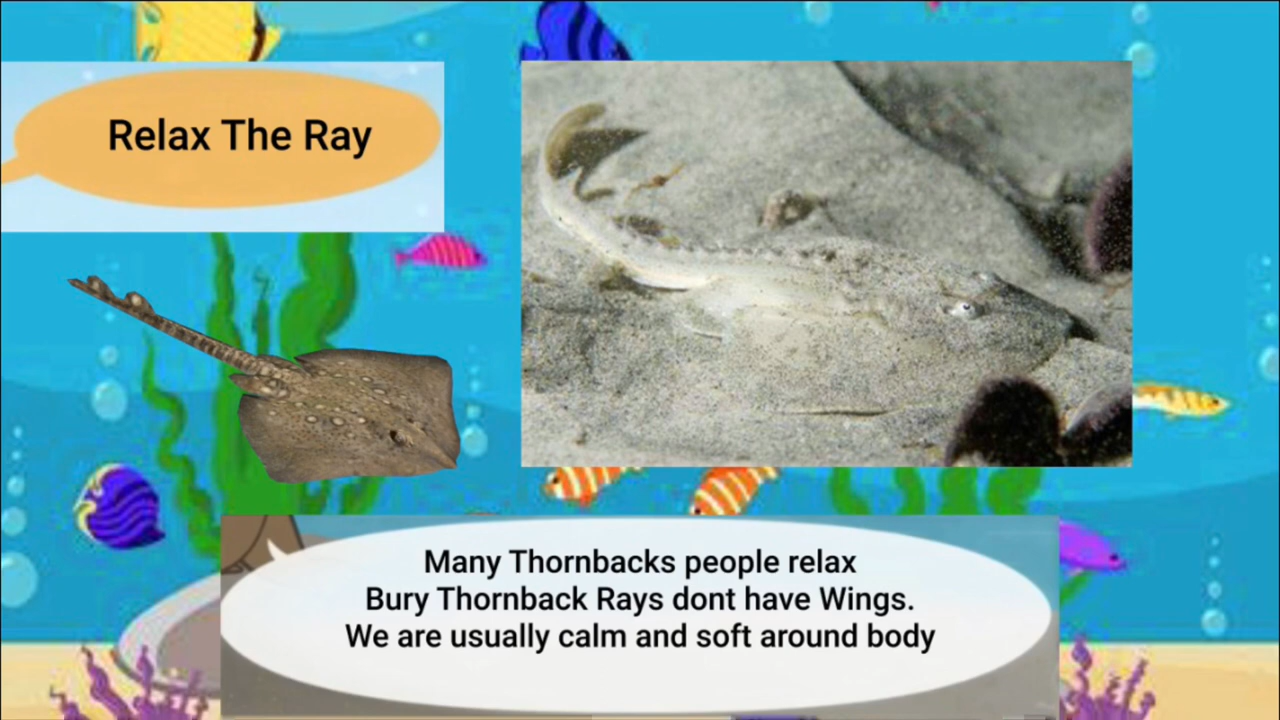 Relax The Ray
Many Thornbacks people relax
Bury Thornback Rays dont have Wings.
We are usually calm and soft around body